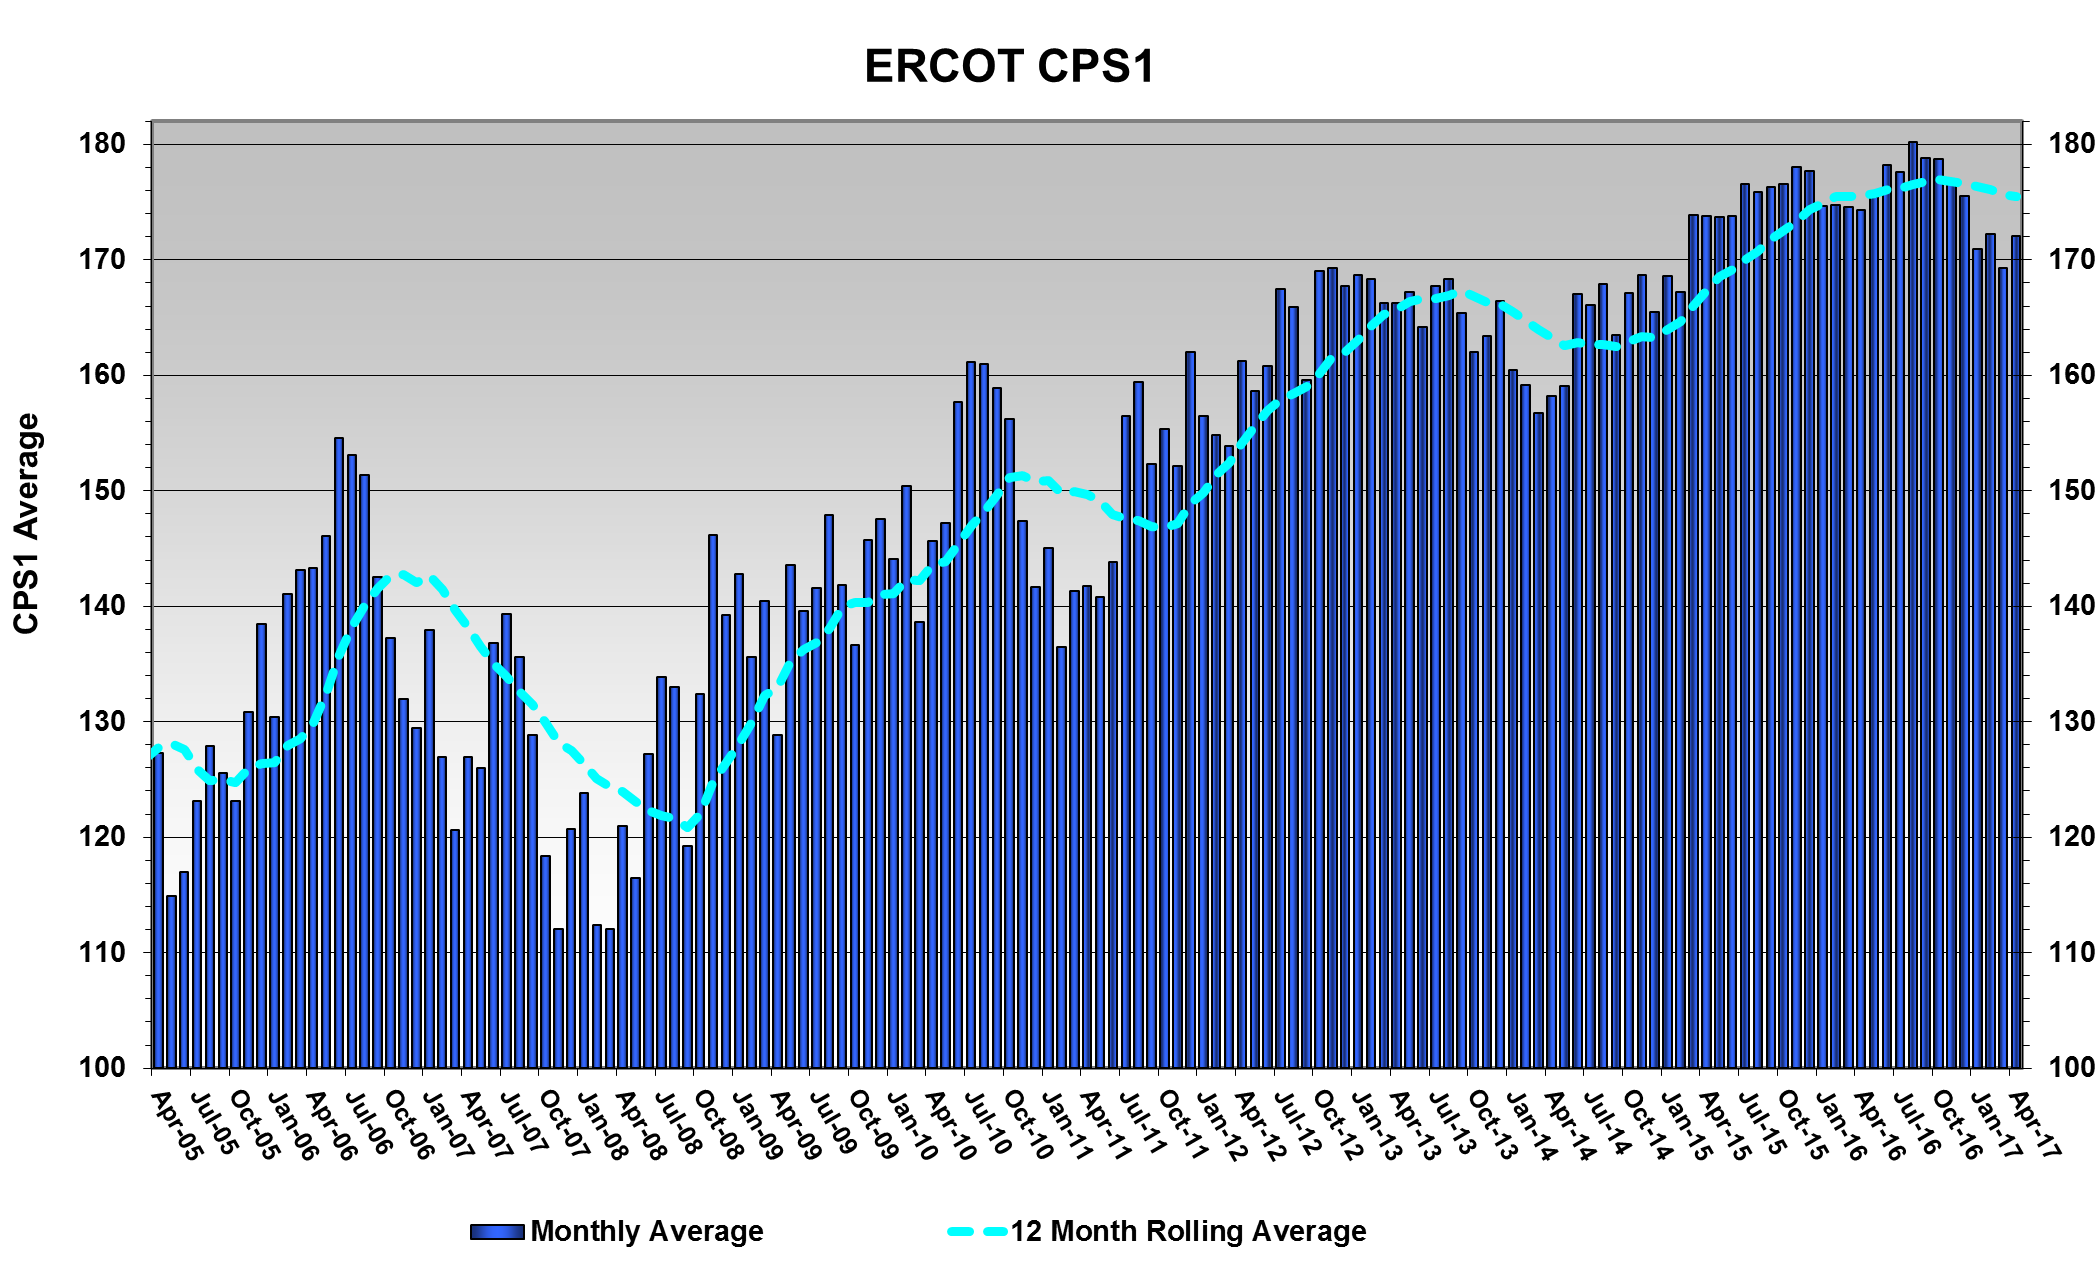 ERCOT CPS1
CPS1 Average
180
170
160
150
140
130
120
110
100
180
170
160
150
140
130
120
110
100
Apr-05
Jul-05
Oct-05
Jan-06
Apr-06
Jul-06
Oct-06
Jan-07
Apr-07
Jul-07
Oct-07
Jan-08
Apr-08
Jul-08
Oct-08
Jan-09
Apr-09
Jul-09
Oct-09
Jan-10
Apr-10
Jul-10
Oct-10
Jan-11
Apr-11
Jul-11
Oct-11
Jan-12
Apr-12
Jul-12
Oct-12
Jan-13
Apr-13
Jul-13
Oct-13
Jan-14
Apr-14
Jul-14
Oct-14
Jan-15
Apr-15
Jul-15
Oct-15
Jan-16
Apr-16
Jul-16
Oct-16
Jan-17
Apr-17
Monthly Average
12 Month Rolling Average